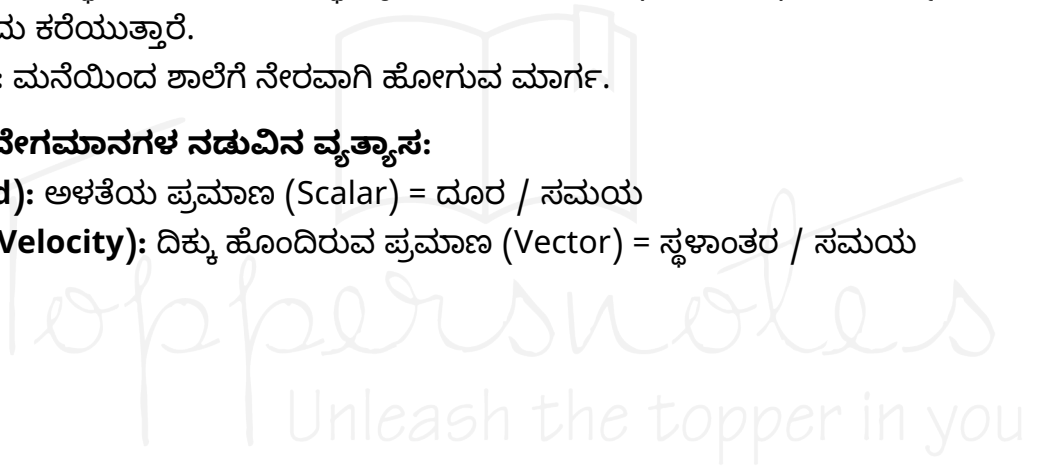 ಕರೆಯುತ್ತಾರೆ.
ಮನೆಯಿಂದ ಶಾಲೆಗೆ ನೇರವಾಗಿ ಹೋಗುವ ಮಾರ್ಗ.
ವೇಗಮಾನಗಳ ನಡುವಿನ ವ್ಯತ್ಯಾಸ:
d): ಅಳತೆಯ ಪ್ರಮಾಣ (Scalar) = ದೂರ / ಸಮಯ
Velocity): ದಿಕ್ಕು ಹೊಂದಿರುವ ಪ್ರಮಾಣ (Vector) = ಸ್ಥಳಾಂತರ / ಸಮಯ
Toppersnotes
Unleash the topper in you